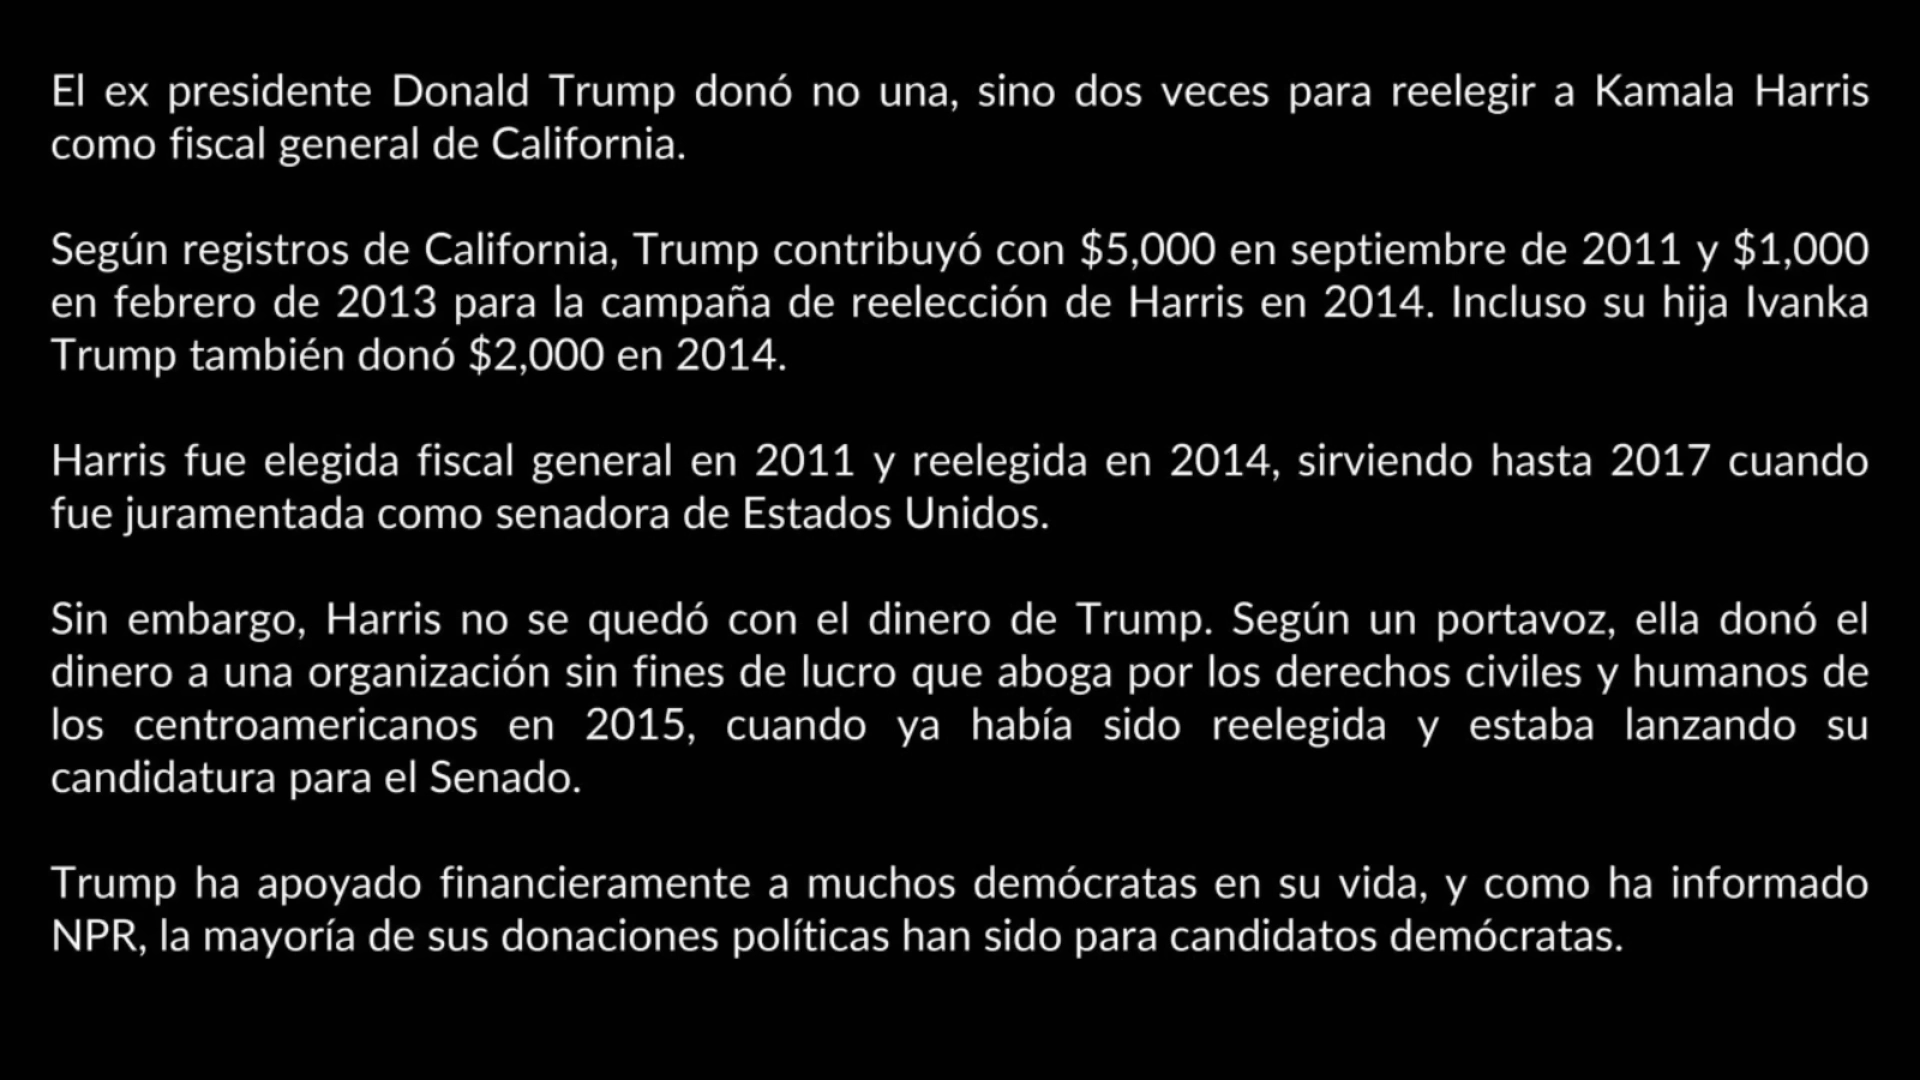 El ex presidente Donald Trump donó no una, sino dos veces para reelegir a Kamala Harris
como fiscal general de California.
Según registros de California, Trump contribuyó con $5,000 en septiembre de 2011 y $1,000
en febrero de 2013 para la campaña de reelección de Harris en 2014. Incluso su hija Ivanka
Trump también donó $2,000 en 2014.
Harris fue elegida fiscal general en 2011 y reelegida en 2014, sirviendo hasta 2017 cuando
fue juramentada como senadora de Estados Unidos.
Sin embargo, Harris no se quedó con el dinero de Trump. Según un portavoz, ella donó el
dinero a una organización sin fines de lucro que aboga por los derechos civiles y humanos de
los centroamericanos en 2015, cuando ya había sido reelegida y estaba lanzando su
candidatura para el Senado.
Trump ha apoyado financieramente a muchos demócratas en su vida, y como ha informado
NPR, la mayoría de sus donaciones políticas han sido para candidatos demócratas.